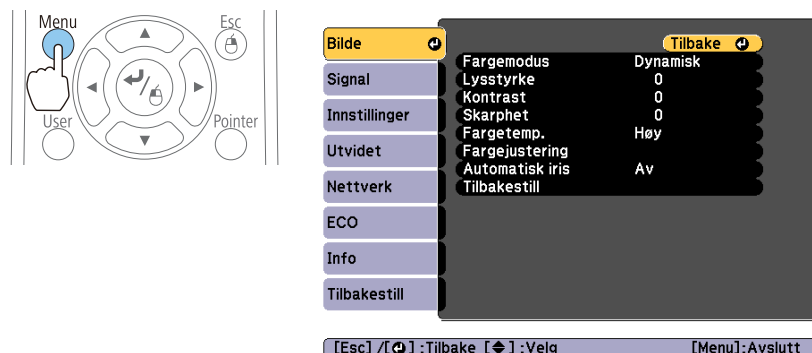 Menu
Esc
User
Pointer
Bilde
Signal
Innstillinger
Utvidet
Nettverk
ECO
Info
Tilbakestill
Tilbake
Fargemodus Dynamisk
Lysstyrke 0
Kontrast 0
Skarphet 0
Fargetemp. Høy
Fargejustering
Automatisk iris Av
Tilbakestill
[Esc] /[⏎] :Tilbake [◆] :Velg [Menu]:Avslutt